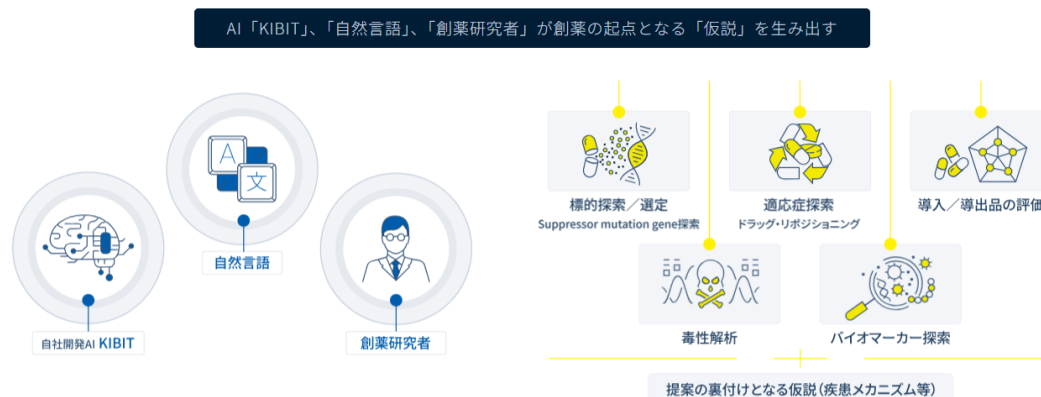 AI「KIBIT」、「自然言語」、「創薬研究者」が創薬の起点となる「仮説」を生み出す
A
文
自然言語
自社開発AI KIBIT
創薬研究者
標的探索／選定
Suppressor mutation gene探索
適応症探索
ドラッグ・リポジショニング
導入／導出品の評価
毒性解析
バイオマーカー探索
提案の裏付けとなる仮説(疾患メカニズム等)